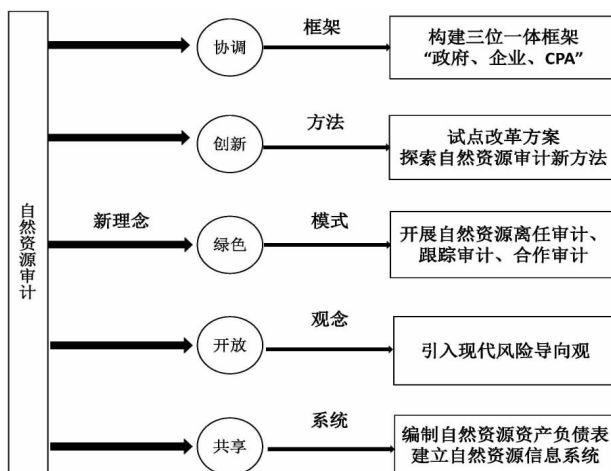 自然资源审计
新理念
协调
框架
构建三位一体框架
“政府、企业、CPA”
创新
方法
试点改革方案
探索自然资源审计新方法
绿色
模式
开展自然资源离任审计、
跟踪审计、合作审计
开放
观念
引入现代风险导向观
共享
系统
编制自然资源资产负债表
建立自然资源信息系统